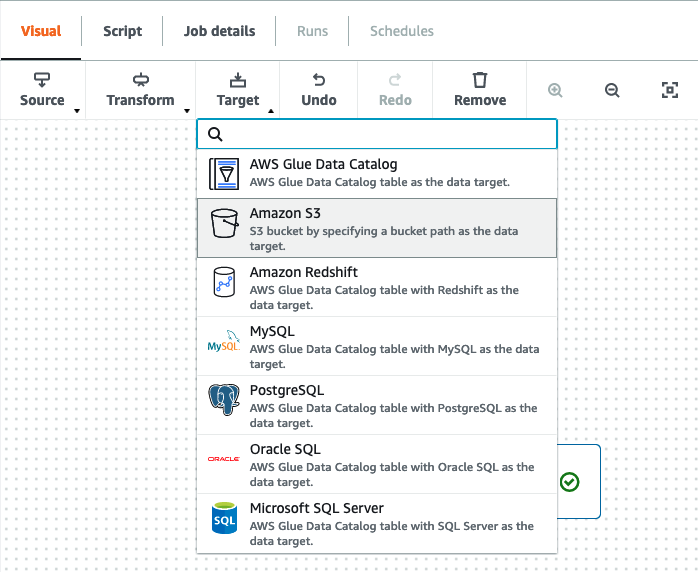 Visual Script Job details Runs Schedules
Source Transform Target Undo Redo Remove
AWS Glue Data Catalog
AWS Glue Data Catalog table as the data target.
Amazon S3
S3 bucket by specifying a bucket path as the data
target.
Amazon Redshift
AWS Glue Data Catalog table with Redshift as the
data target.
MySQL
MySQL
AWS Glue Data Catalog table with MySQL as the data
target.
PostgreSQL
AWS Glue Data Catalog table with PostgreSQL as the
data target.
Oracle SQL
ORACLE
AWS Glue Data Catalog table with Oracle SQL as the
data target.
Microsoft SQL Server
SQL
AWS Glue Data Catalog table with SQL Server as the
data target.